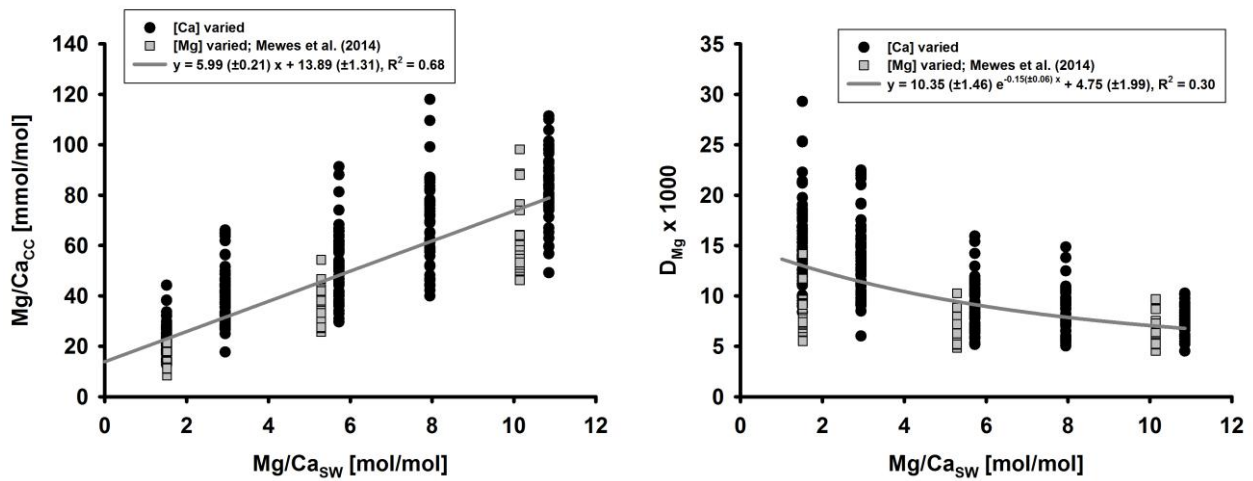 [Ca] varied
[Mg] varied; Mewes et al. (2014)
y = 5.99 (±0.21) x + 13.89 (±1.31), R² = 0.68
140
120
100
80
60
40
20
0
Mg/Ca_CC [mmol/mol]
0 2 4 6 8 10 12
Mg/Ca_SW [mol/mol]
[Ca] varied
[Mg] varied; Mewes et al. (2014)
y = 10.35 (±1.46) e^-0.15(±0.06) x + 4.75 (±1.99), R² = 0.30
35
30
25
20
15
10
5
0
D_Mg x 1000
0 2 4 6 8 10 12
Mg/Ca_SW [mol/mol]